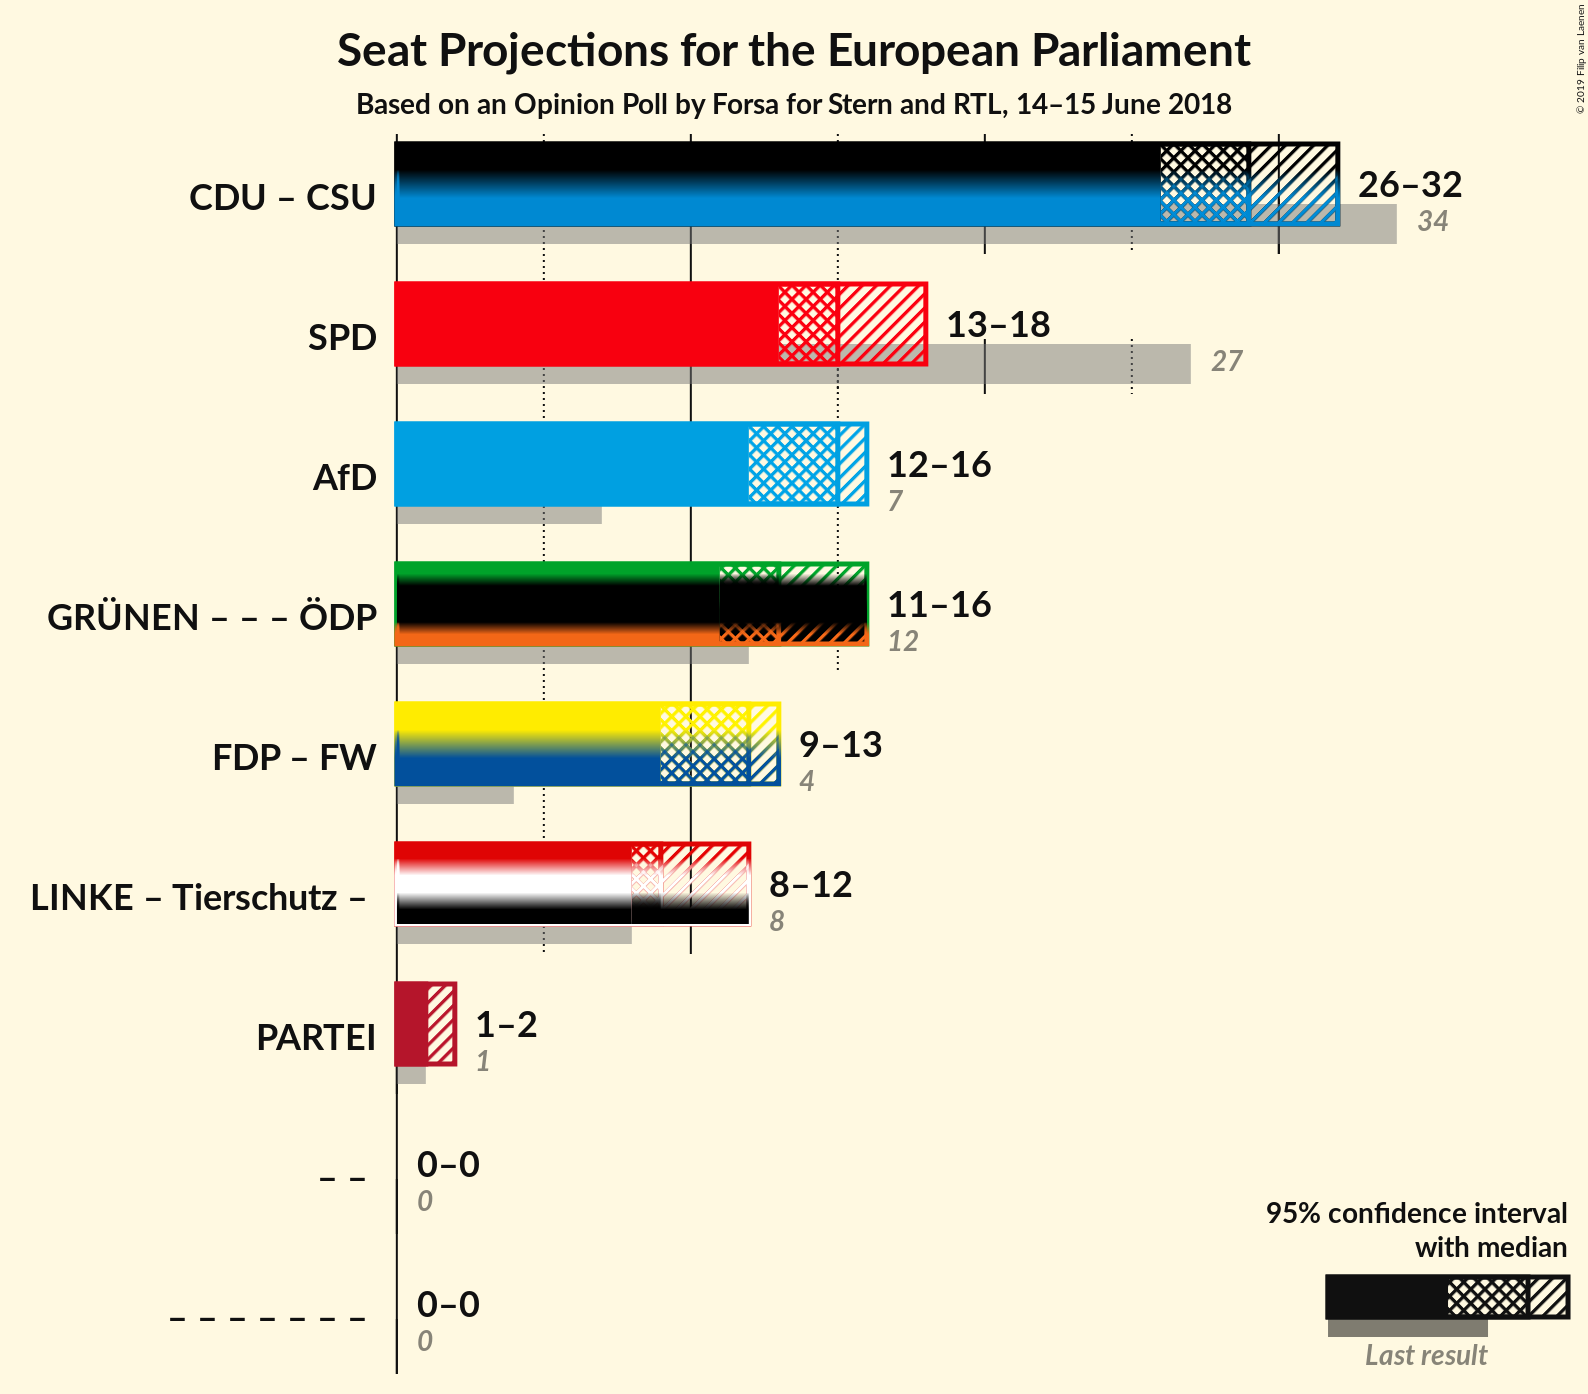 Seat Projections for the European Parliament
Based on an Opinion Poll by Forsa for Stern and RTL, 14–15 June 2018
© 2019 Filip van Laenen
CDU – CSU
26–32
34
SPD
13–18
27
AfD
12–16
7
GRÜNEN – – – ÖDP
11–16
12
FDP – FW
9–13
4
LINKE – Tierschutz –
8–12
8
PARTEI
1–2
1
– –
0–0
0
– – – – – – –
0–0
0
95% confidence interval
with median
Last result